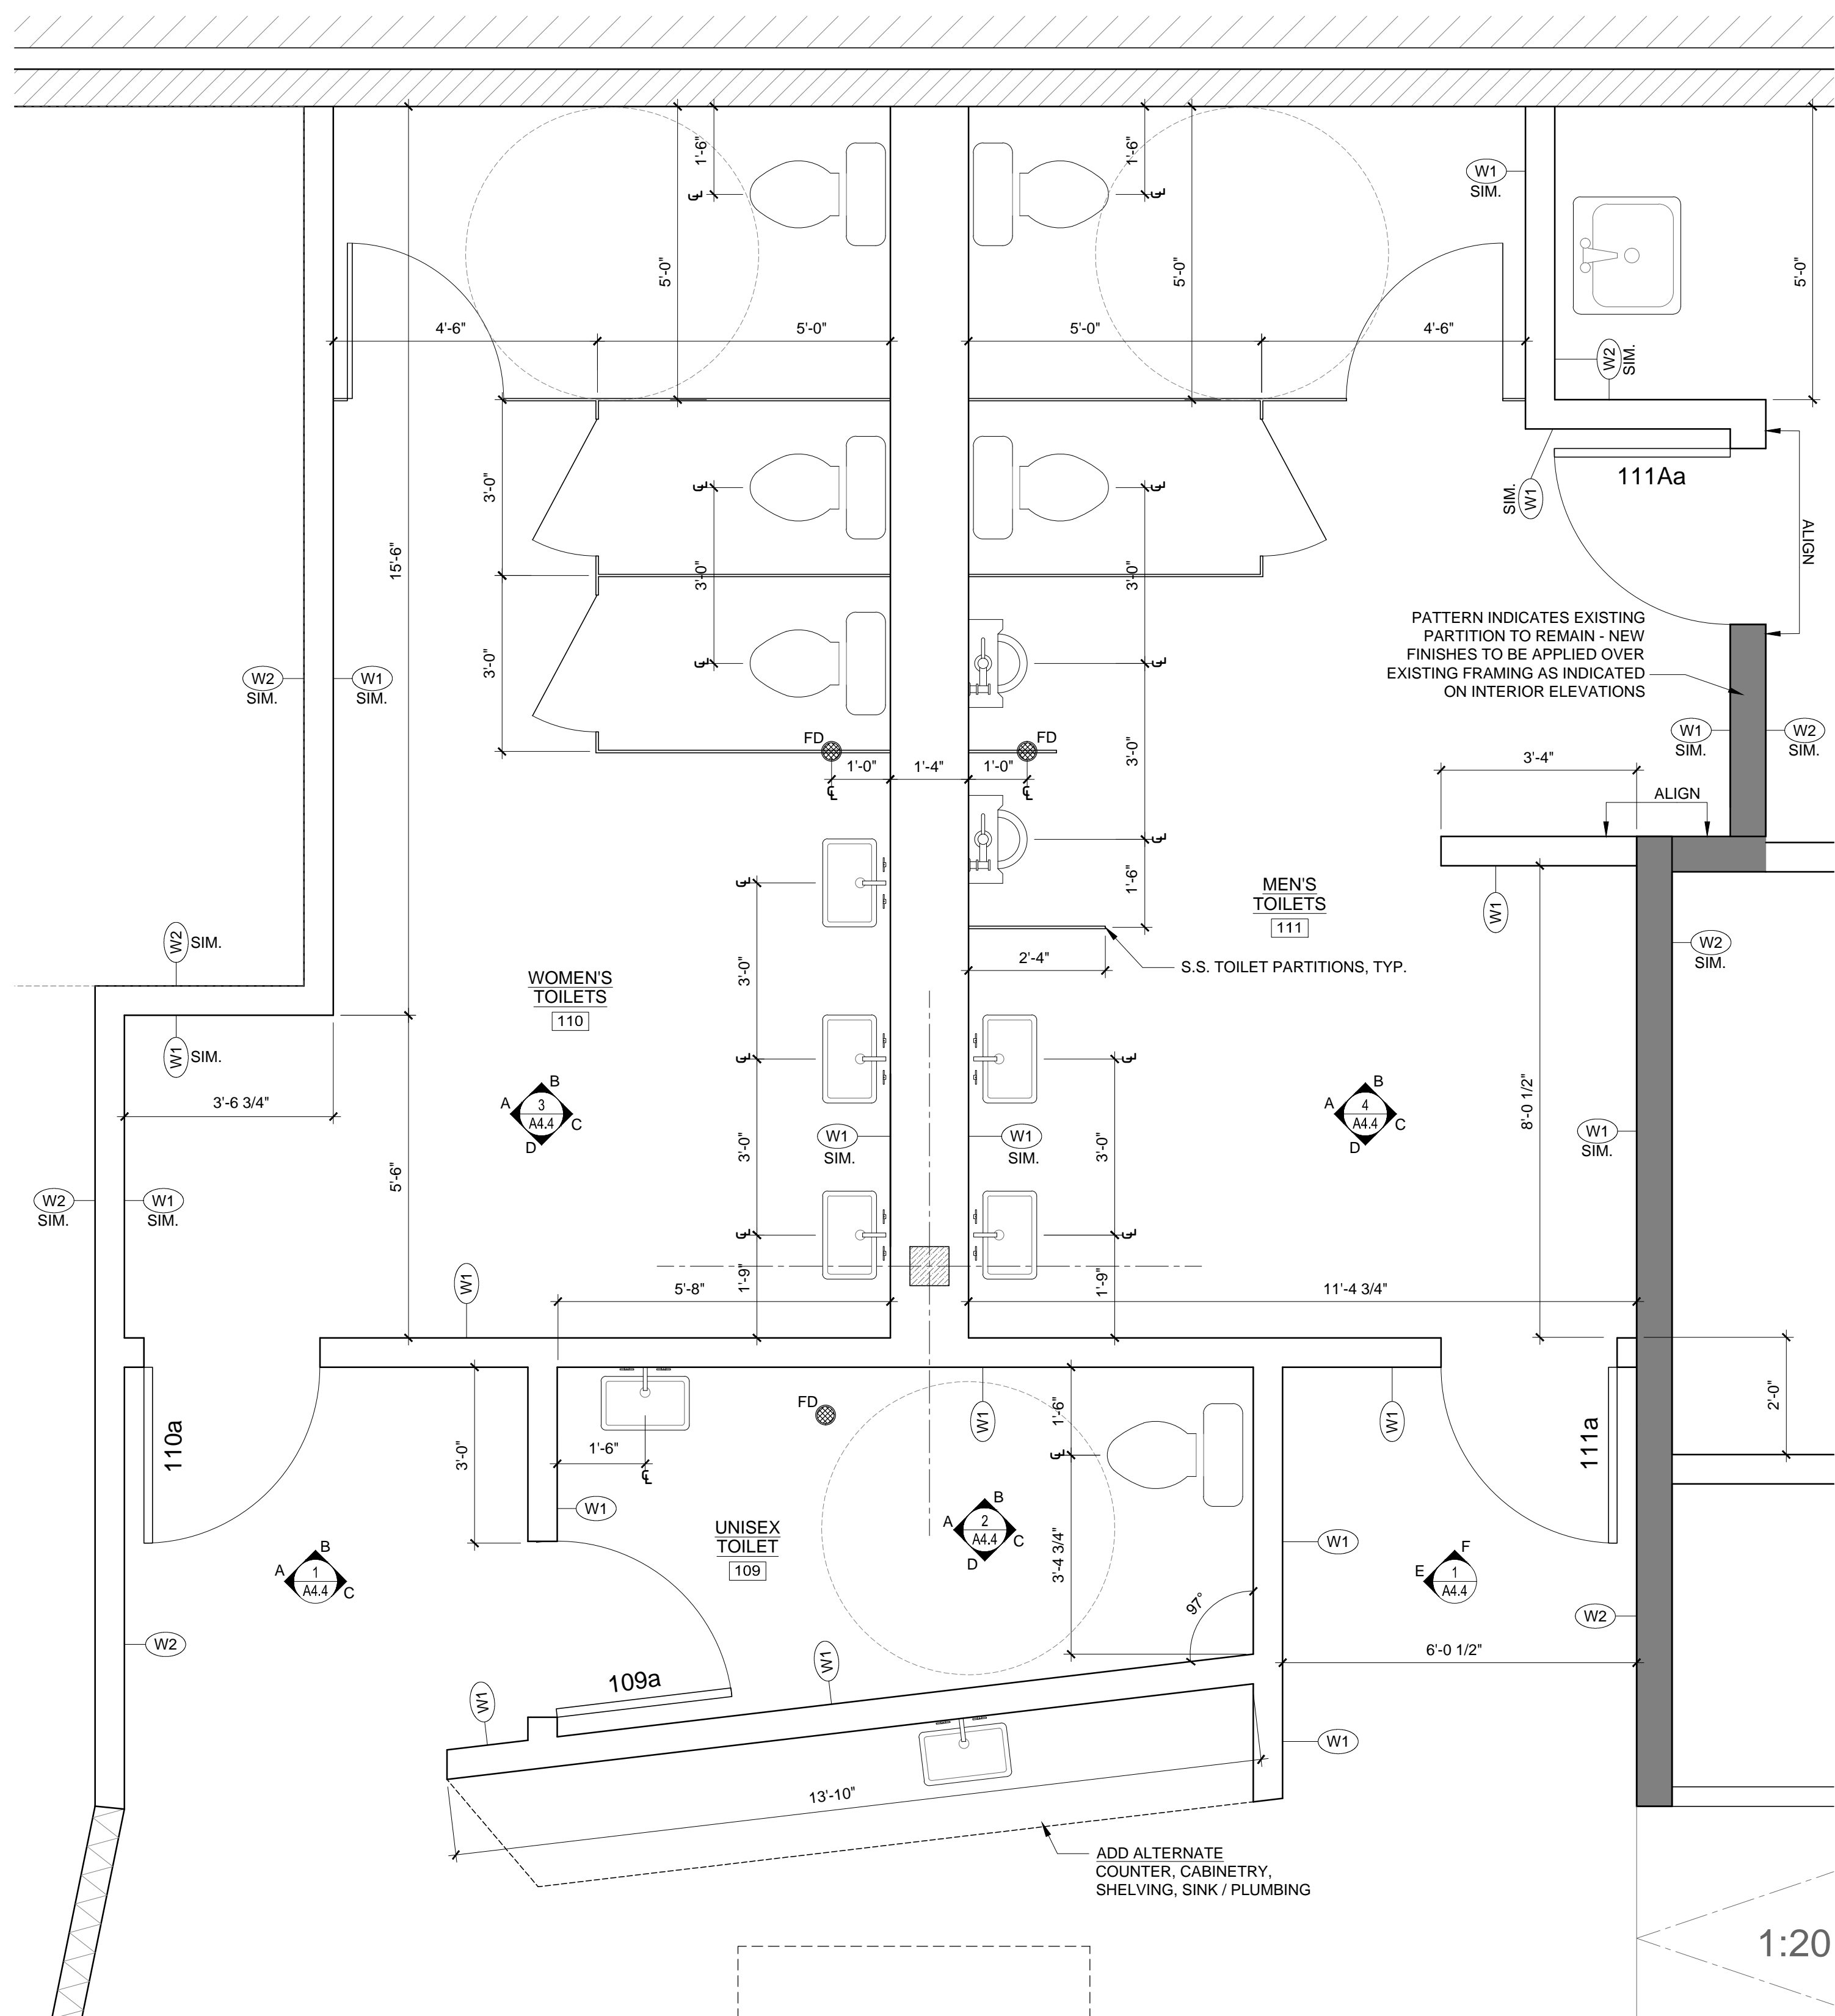 1'-6"
1'-6"
W1
SIM.
5'-0"
5'-0"
5'-0"
4'-6"
5'-0"
5'-0"
4'-6"
W2
SIM.
111Aa
3'-0"
SIM.
W1
15'-6"
3'-0"
3'-0"
ALIGN
PATTERN INDICATES EXISTING
PARTITION TO REMAIN - NEW
FINISHES TO BE APPLIED OVER
EXISTING FRAMING AS INDICATED
ON INTERIOR ELEVATIONS
3'-0"
W2
SIM.
W1
SIM.
W1
SIM.
W2
SIM.
FD
FD
1'-0"
1'-4"
1'-0"
3'-0"
3'-4"
ALIGN
1'-6"
MEN'S
TOILETS
111
W1
W2
SIM.
W2
SIM.
2'-4"
S.S. TOILET PARTITIONS, TYP.
WOMEN'S
TOILETS
110
3'-0"
W1
SIM.
3'-6 3/4"
A
B
3
A4.4
C
D
A
B
4
A4.4
C
D
8'-0 1/2"
W1
SIM.
W1
SIM.
3'-0"
3'-0"
W1
SIM.
5'-6"
W2
SIM.
W1
SIM.
W1
5'-8"
1'-9"
1'-9"
11'-4 3/4"
2'-0"
110a
3'-0"
1'-6"
FD
W1
1'-6"
W1
111a
W1
UNISEX
TOILET
109
A
B
2
A4.4
C
D
3'-4 3/4"
W1
A
B
1
A4.4
C
E
F
1
A4.4
97°
W2
W2
6'-0 1/2"
109a
W1
W1
W1
13'-10"
ADD ALTERNATE
COUNTER, CABINETRY,
SHELVING, SINK / PLUMBING
1:20